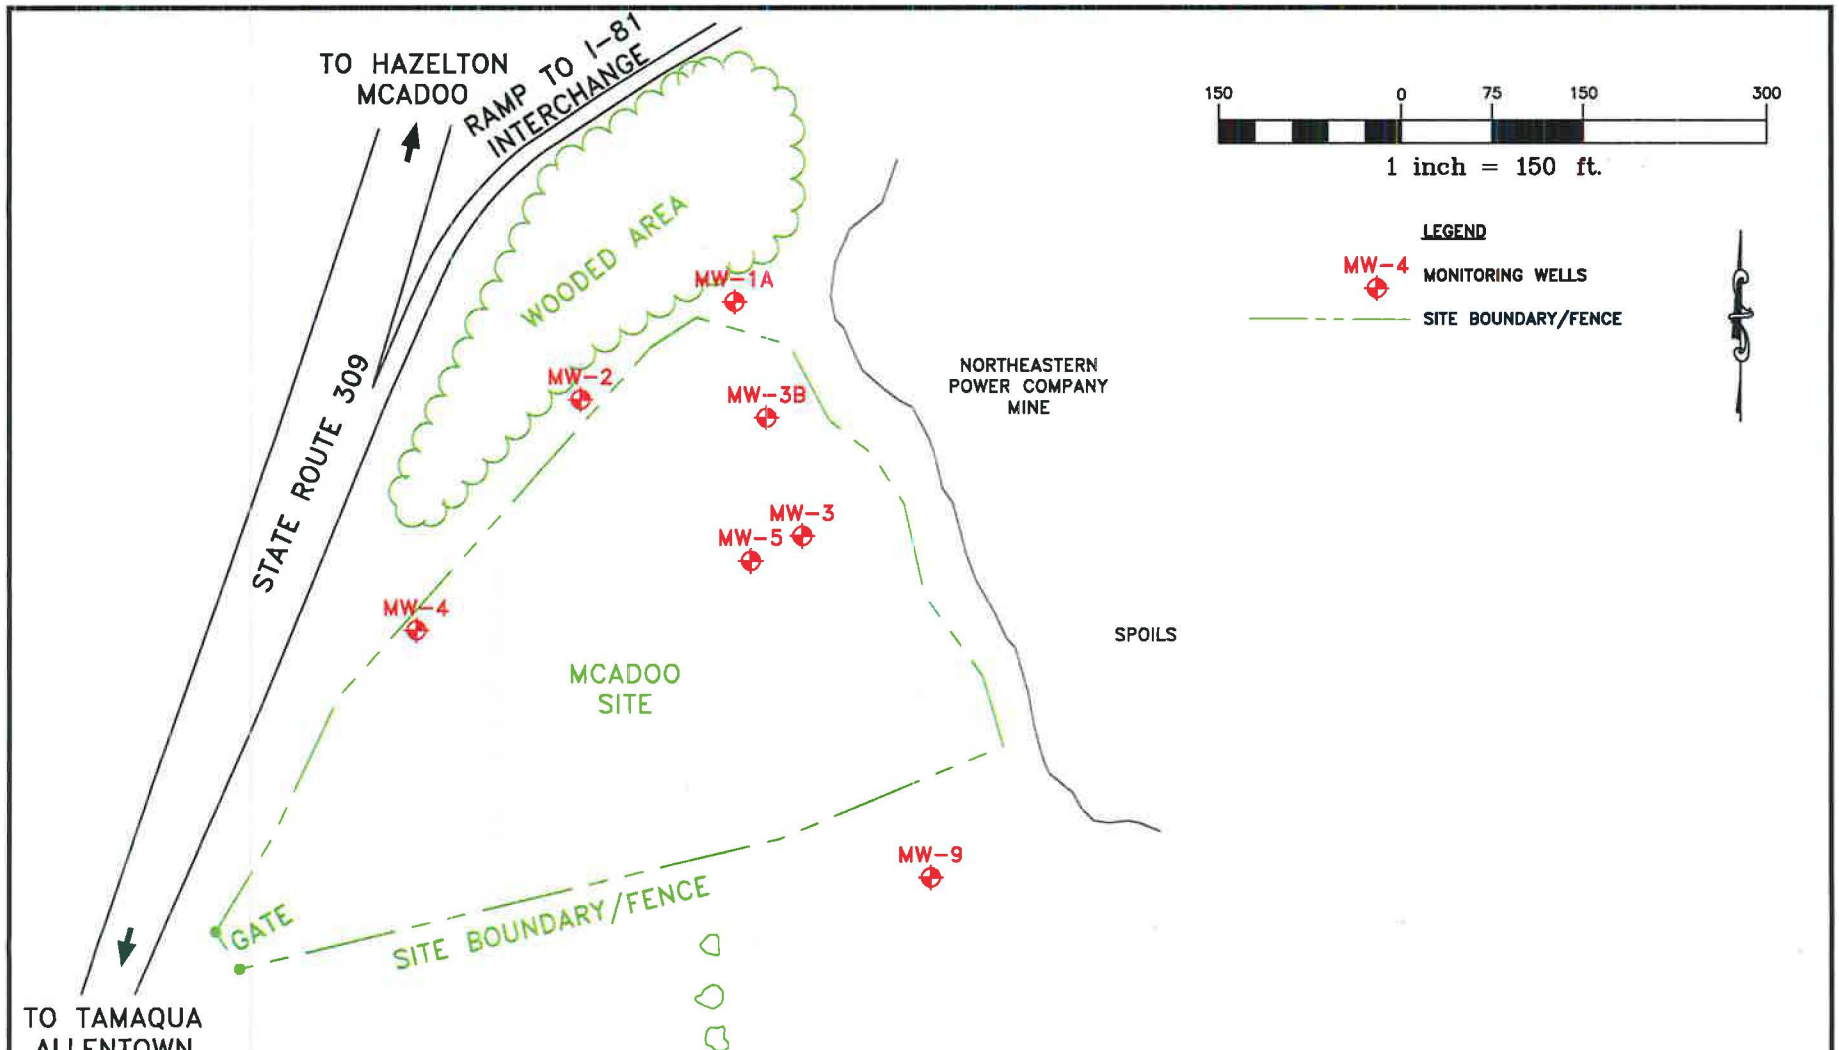 TO HAZELTON
MCADOO
RAMP TO I-81
INTERCHANGE
150 0 75 150 300
1 inch = 150 ft.
LEGEND
MW-4
MONITORING WELLS
SITE BOUNDARY/FENCE
WOODED AREA
MW-1A
MW-2
MW-3B
NORTHEASTERN
POWER COMPANY
MINE
STATE ROUTE 309
MW-3
MW-5
MW-4
SPOILS
MCADOO
SITE
MW-9
GATE
SITE BOUNDARY/FENCE
TO TAMAQUA
ALLENTOWN